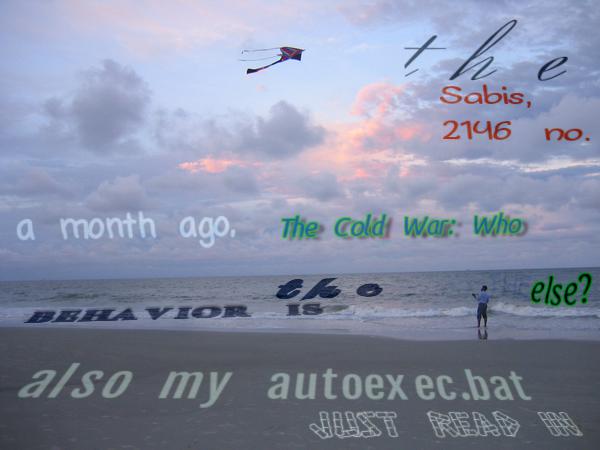 the
Sabis,
2146 no.
a month ago.
The Cold War: Who
else?
the
BEHAVIOR IS
also my autoexec.bat
JUST READ IN